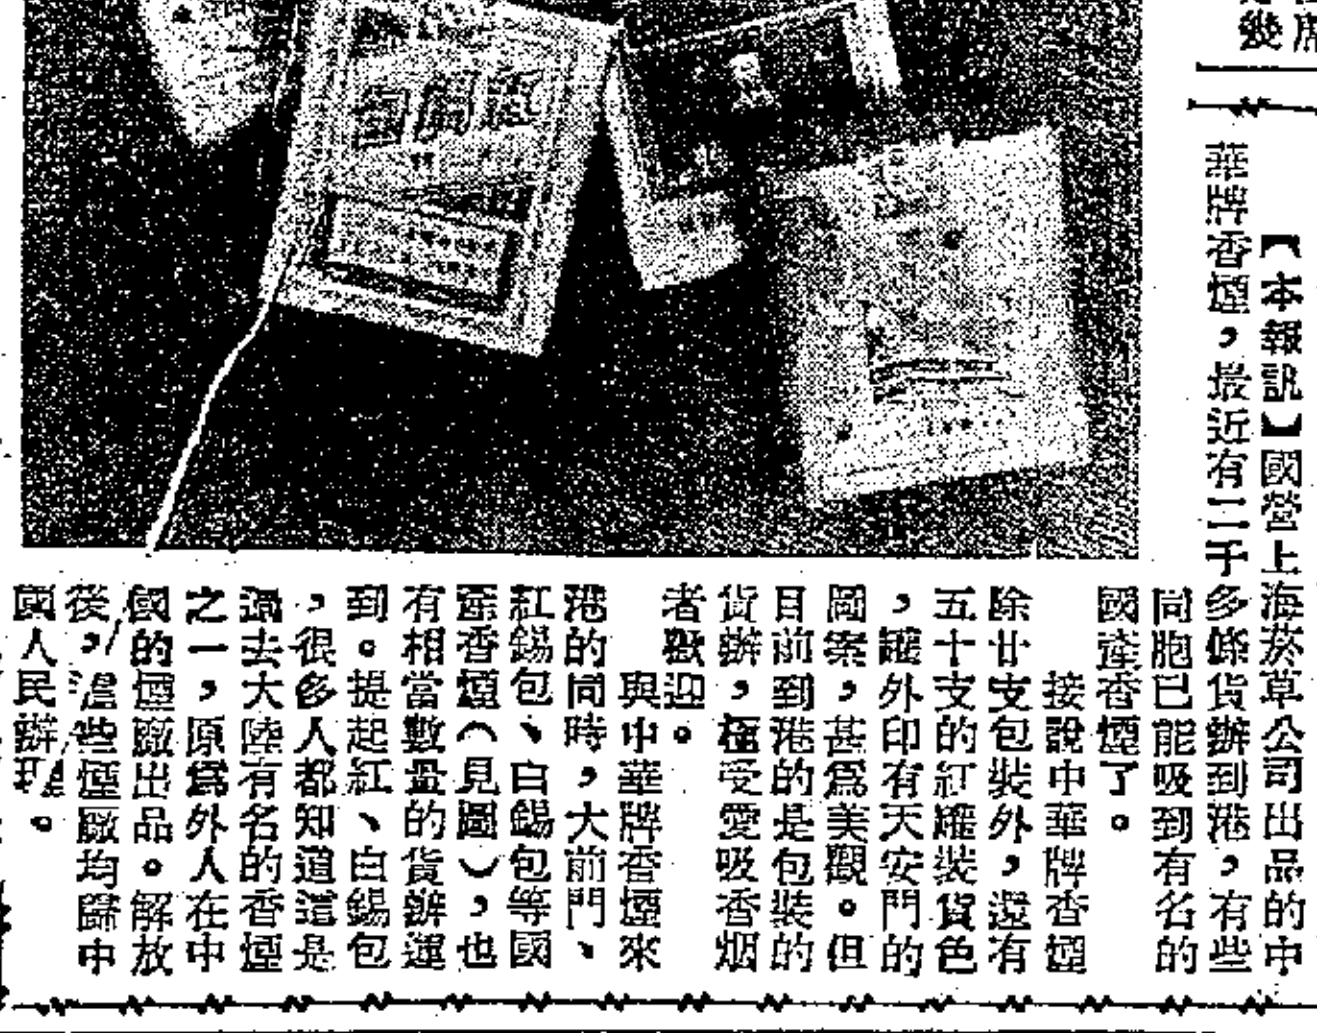 席
幾
【本報訊】國營上海菸草公司出品的中
華牌香煙,最近有二千多條貨辦到港,有些
同胞已能吸到有名的
國產香煙了。
接說中華牌香煙
除廿支包裝外,還有
五十支的紅罐裝貨色
,罐外印有天安門的
圖案,甚爲美觀。但
目前到港的是包裝的
貨辦,極受愛吸香烟
者歡迎。
與中華牌香煙來
港的同時,大前門、
紅錫包、白錫包等國
產香煙(見圖),也
有相當數量的貨辦運
到。提起紅、白錫包
,很多人都知道這是
過去大陸有名的香煙
之一,原爲外人在中
國的煙廠出品。解放
後,這些煙廠均歸中
國人民辦理。